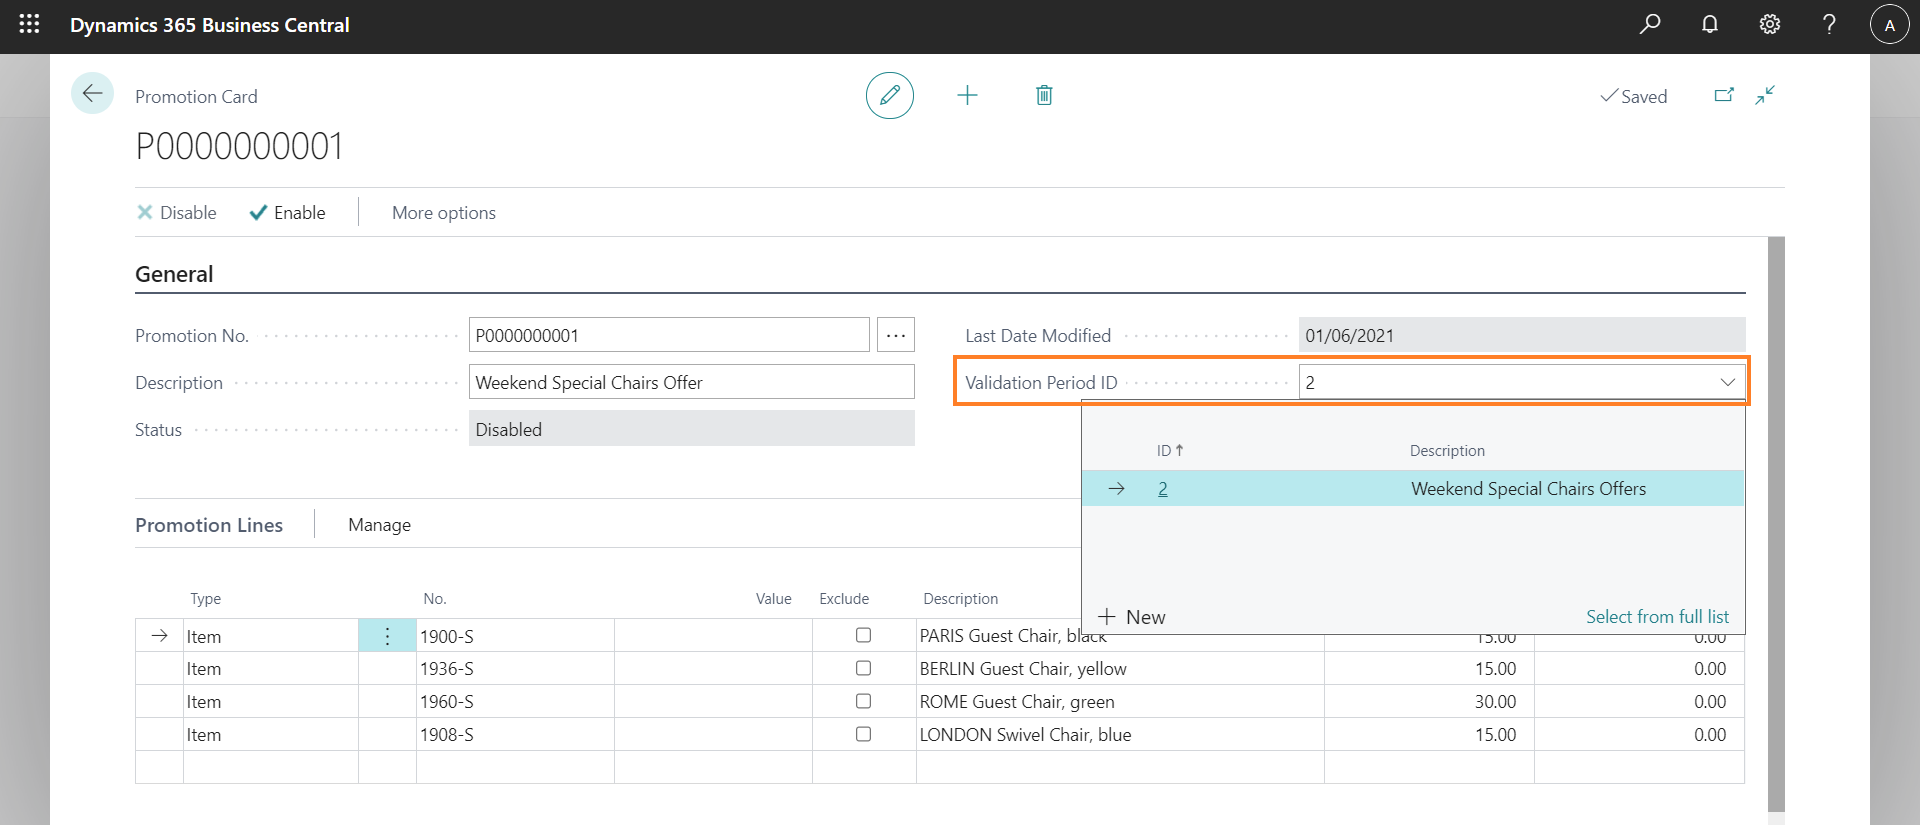 Dynamics 365 Business Central
A
Promotion Card
Saved
P0000000001
Disable Enable More options
General
Promotion No. P0000000001 ... Last Date Modified 01/06/2021
Description Weekend Special Chairs Offer Validation Period ID 2
Status Disabled
ID ↑ Description
→ 2 Weekend Special Chairs Offers
+ New Select from full list
Promotion Lines Manage
Type No. Value Exclude Description
→ Item 1900-S PARIS Guest Chair, black 15.00 0.00
Item 1936-S BERLIN Guest Chair, yellow 15.00 0.00
Item 1960-S ROME Guest Chair, green 30.00 0.00
Item 1908-S LONDON Swivel Chair, blue 15.00 0.00